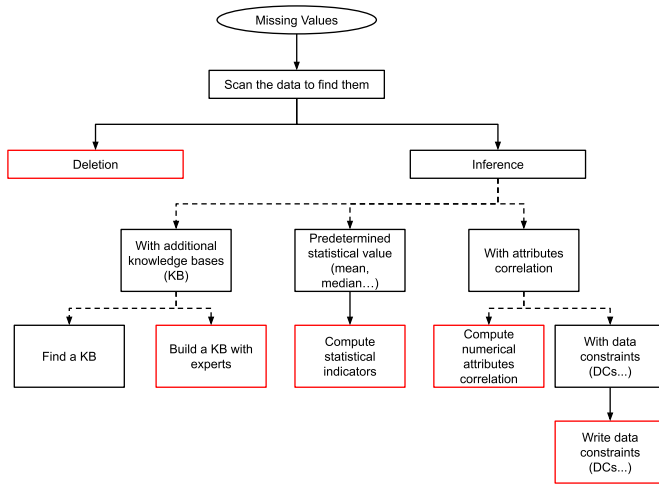 Missing Values
Scan the data to find them
Deletion
Inference
With additional
knowledge bases
(KB)
Predetermined
statistical value
(mean,
median…)
With attributes
correlation
Find a KB
Build a KB with
experts
Compute
statistical
indicators
Compute
numerical
attributes
correlation
With data
constraints
(DCs...)
Write data
constraints
(DCs...)